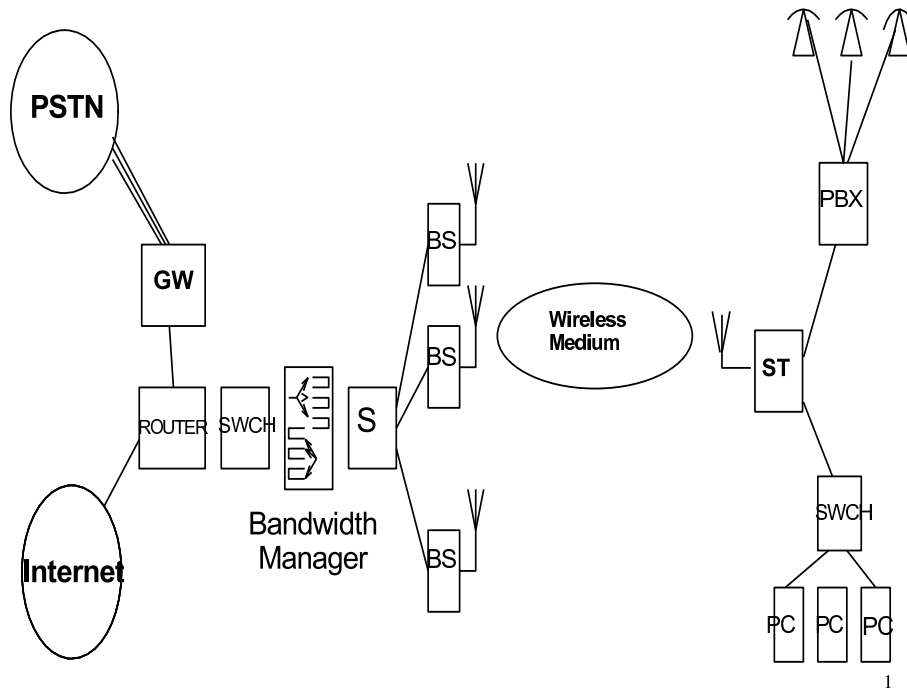 PSTN
GW
ROUTER
SWCH
Bandwidth
Manager
S
BS
BS
BS
Wireless
Medium
ST
PBX
SWCH
PC
PC
PC
Internet
1